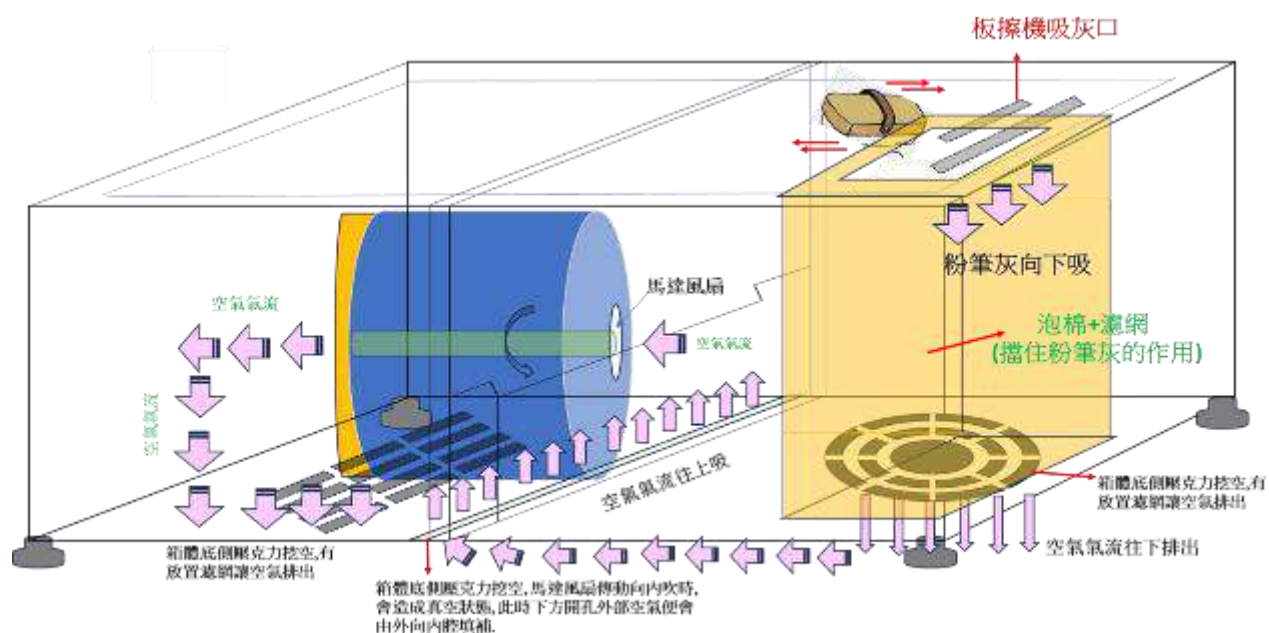 板擦機吸灰口
粉筆灰向下吸
馬達風扇
空氣氣流
空氣氣流
泡棉+濾網
(擋住粉筆灰的作用)
空氣氣流
空氣氣流往上吸
箱體底側壓克力挖空,有
放置濾網讓空氣排出
空氣氣流往下排出
箱體底側壓克力挖空,有
放置濾網讓空氣排出
箱體底側壓克力挖空,馬達風扇傳動向內吹時,
會造成真空狀態,此時下方開孔外部空氣便會
由外向內腔填補.